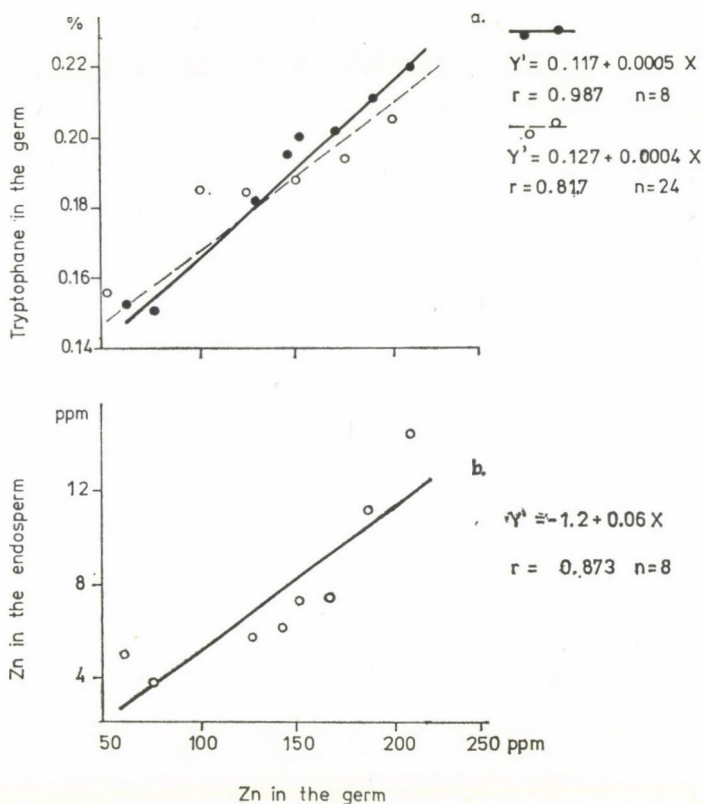 %
0.22
0.20
0.18
0.16
0.14
Tryptophane in the germ
a.
Y' = 0.117 + 0.0005 X
r = 0.987 n=8
Y' = 0.127 + 0.0004 X
r = 0.817 n=24
ppm
12
8
4
Zn in the endosperm
b.
Y' = -1.2 + 0.06 X
r = 0.873 n=8
50 100 150 200 250 ppm
Zn in the germ